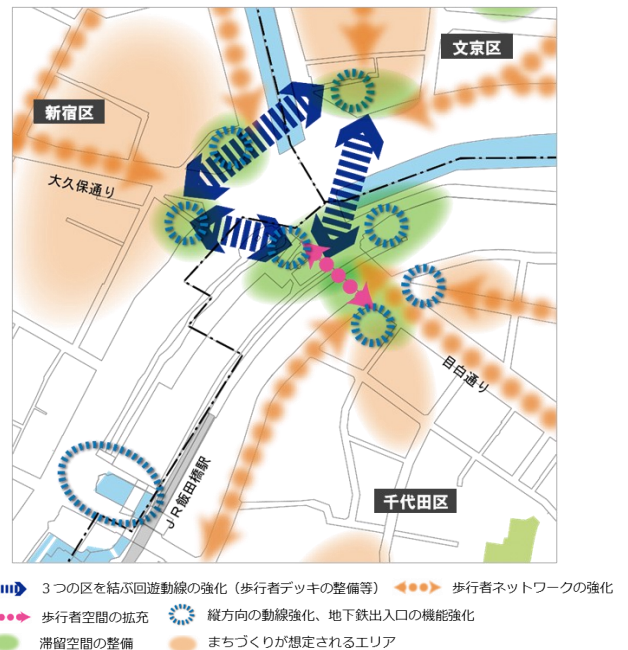 文京区
新宿区
大久保通り
目白通り
JR飯田橋駅
千代田区
3つの区を結ぶ回遊動線の強化（歩行者デッキの整備等）
歩行者ネットワークの強化
歩行者空間の拡充
縦方向の動線強化、地下鉄出入口の機能強化
滞留空間の整備
まちづくりが想定されるエリア